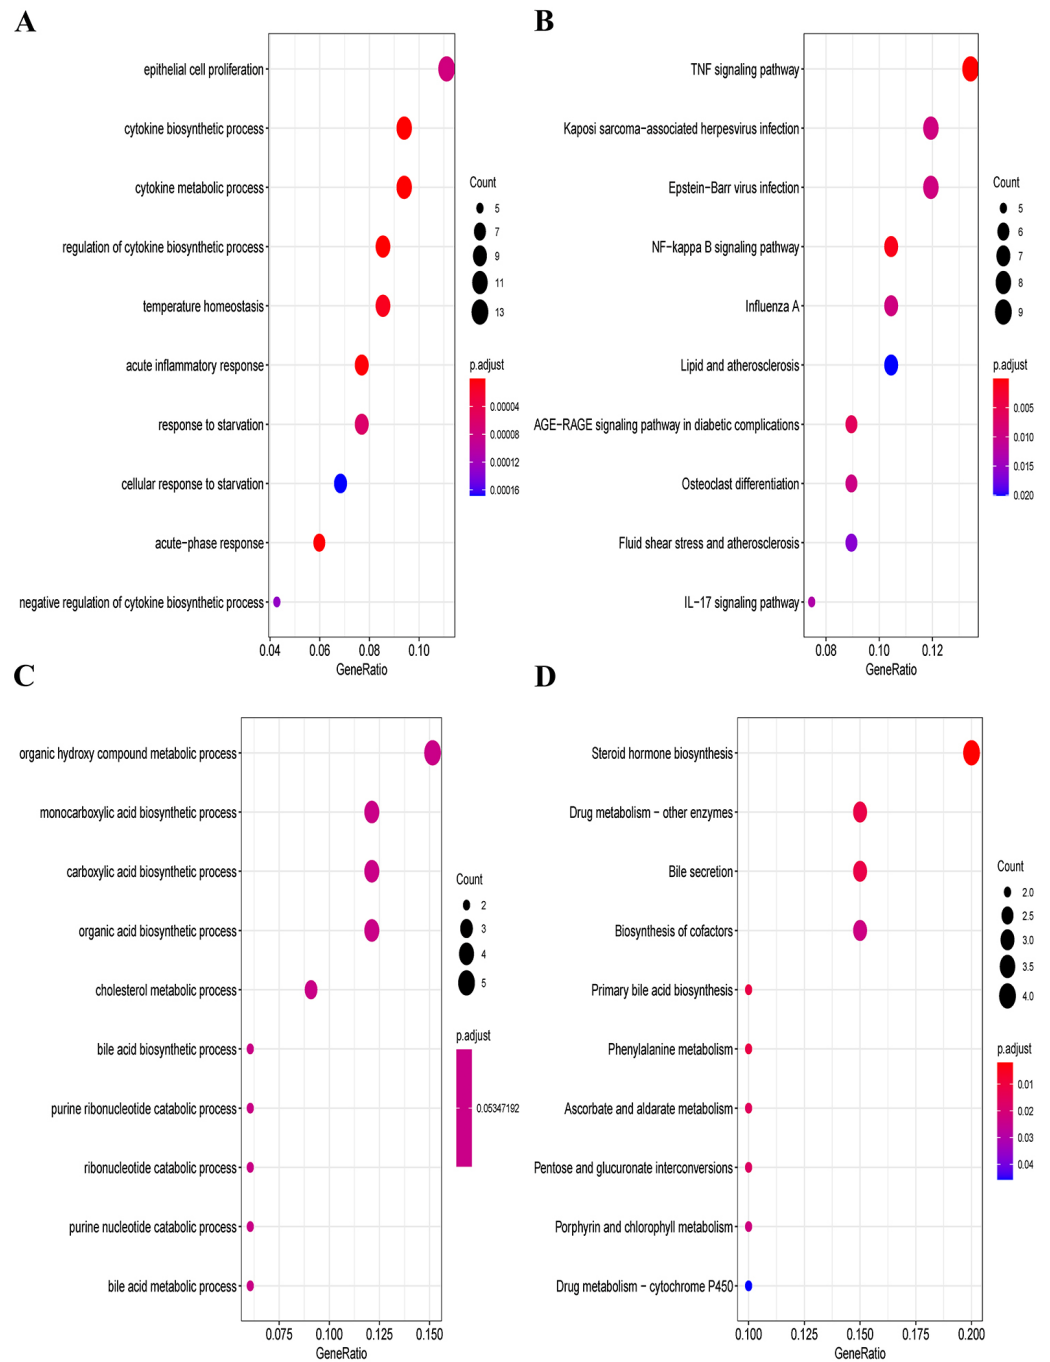 A
epithelial cell proliferation
cytokine biosynthetic process
cytokine metabolic process
regulation of cytokine biosynthetic process
temperature homeostasis
acute inflammatory response
response to starvation
cellular response to starvation
acute−phase response
negative regulation of cytokine biosynthetic process
0.04 0.06 0.08 0.10
GeneRatio
Count
5
7
9
11
13
p.adjust
0.00004
0.00008
0.00012
0.00016
B
TNF signaling pathway
Kaposi sarcoma−associated herpesvirus infection
Epstein−Barr virus infection
NF−kappa B signaling pathway
Influenza A
Lipid and atherosclerosis
AGE−RAGE signaling pathway in diabetic complications
Osteoclast differentiation
Fluid shear stress and atherosclerosis
IL−17 signaling pathway
0.08 0.10 0.12
GeneRatio
Count
5
6
7
8
9
p.adjust
0.005
0.010
0.015
0.020
C
organic hydroxy compound metabolic process
monocarboxylic acid biosynthetic process
carboxylic acid biosynthetic process
organic acid biosynthetic process
cholesterol metabolic process
bile acid biosynthetic process
purine ribonucleotide catabolic process
ribonucleotide catabolic process
purine nucleotide catabolic process
bile acid metabolic process
0.075 0.100 0.125 0.150
GeneRatio
Count
2
3
4
5
p.adjust
0.05347192
D
Steroid hormone biosynthesis
Drug metabolism − other enzymes
Bile secretion
Biosynthesis of cofactors
Primary bile acid biosynthesis
Phenylalanine metabolism
Ascorbate and aldarate metabolism
Pentose and glucuronate interconversions
Porphyrin and chlorophyll metabolism
Drug metabolism − cytochrome P450
0.100 0.125 0.150 0.175 0.200
GeneRatio
Count
2.0
2.5
3.0
3.5
4.0
p.adjust
0.01
0.02
0.03
0.04